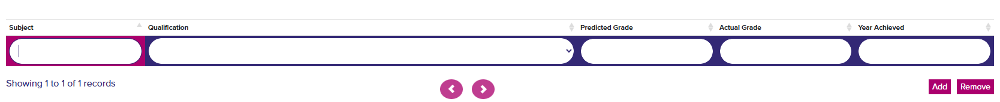 Subject Qualification Predicted Grade Actual Grade Year Achieved
Showing 1 to 1 of 1 records Add Remove